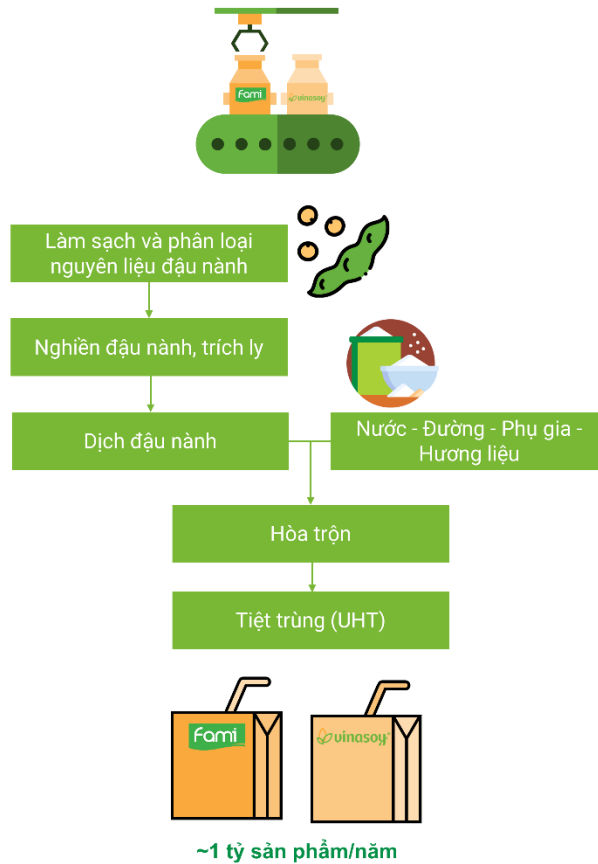 Fami
vinasoy
Làm sạch và phân loại
nguyên liệu đậu nành
Nghiền đậu nành, trích ly
Dịch đậu nành
Nước - Đường - Phụ gia -
Hương liệu
Hòa trộn
Tiệt trùng (UHT)
Fami
vinasoy
~1 tỷ sản phẩm/năm